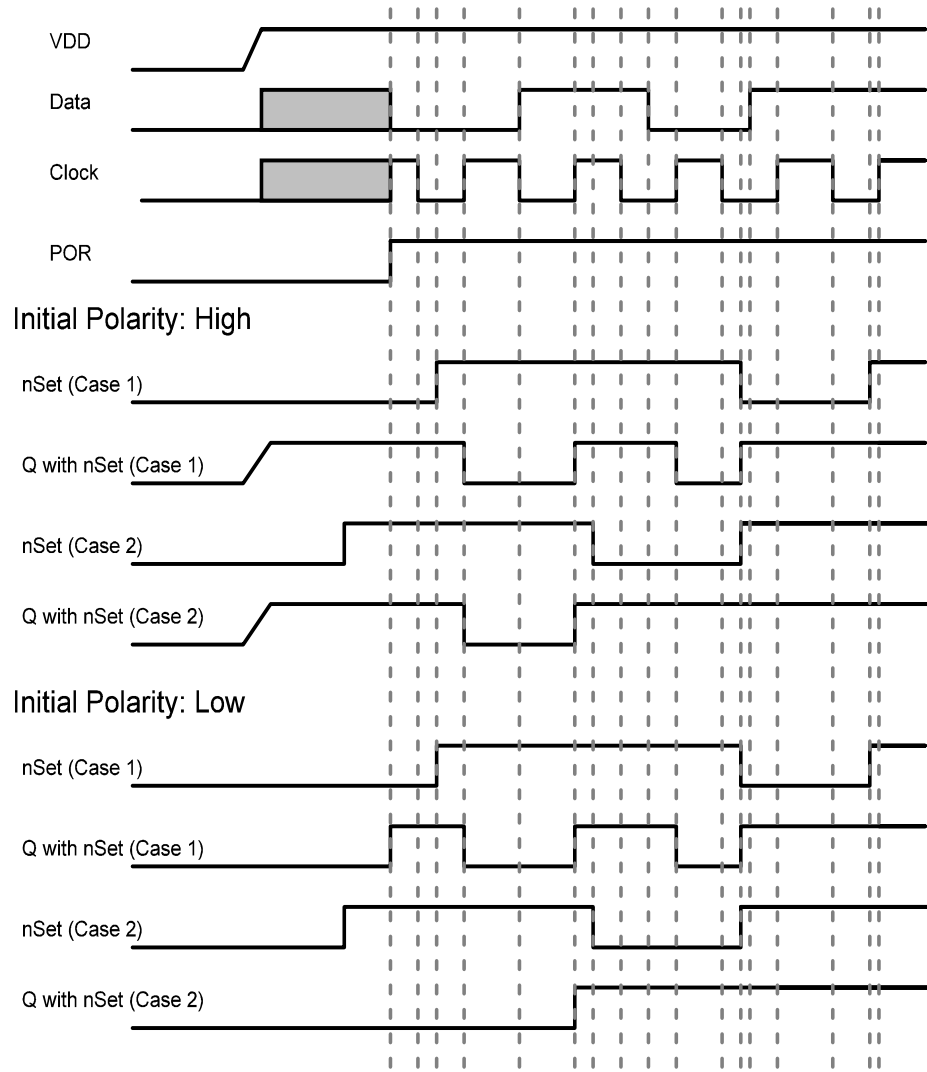 VDD
Data
Clock
POR
Initial Polarity: High
nSet (Case 1)
Q with nSet (Case 1)
nSet (Case 2)
Q with nSet (Case 2)
Initial Polarity: Low
nSet (Case 1)
Q with nSet (Case 1)
nSet (Case 2)
Q with nSet (Case 2)